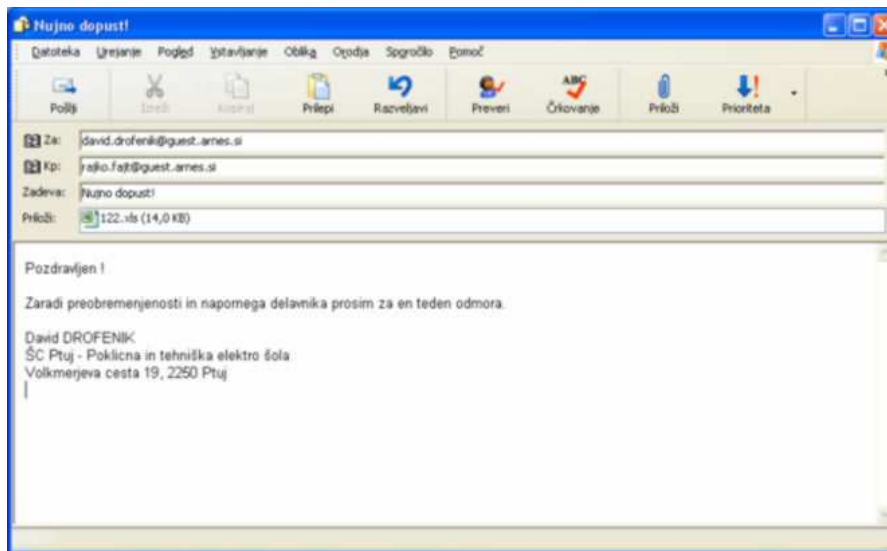 Nujno dopust!
Datoteka Urejanje Pogled Vstavljanje Oblika Orodja Sporočilo Pomoč
ABC
Pošlji Izreži Kopiraj Prilepi Razveljavi Preveri Črkovanje Priloži Prioriteta
Za: david.drofenik@guest.arnes.si
Kp: rajko.fajt@guest.arnes.si
Zadeva: Nujno dopust!
Priloži: 122.xls (14,0 KB)
Pozdravljen !
Zaradi preobremenjenosti in napornega delavnika prosim za en teden odmora.
David DROFENIK
ŠC Ptuj - Poklicna in tehniška elektro šola
Volkmerjeva cesta 19, 2250 Ptuj